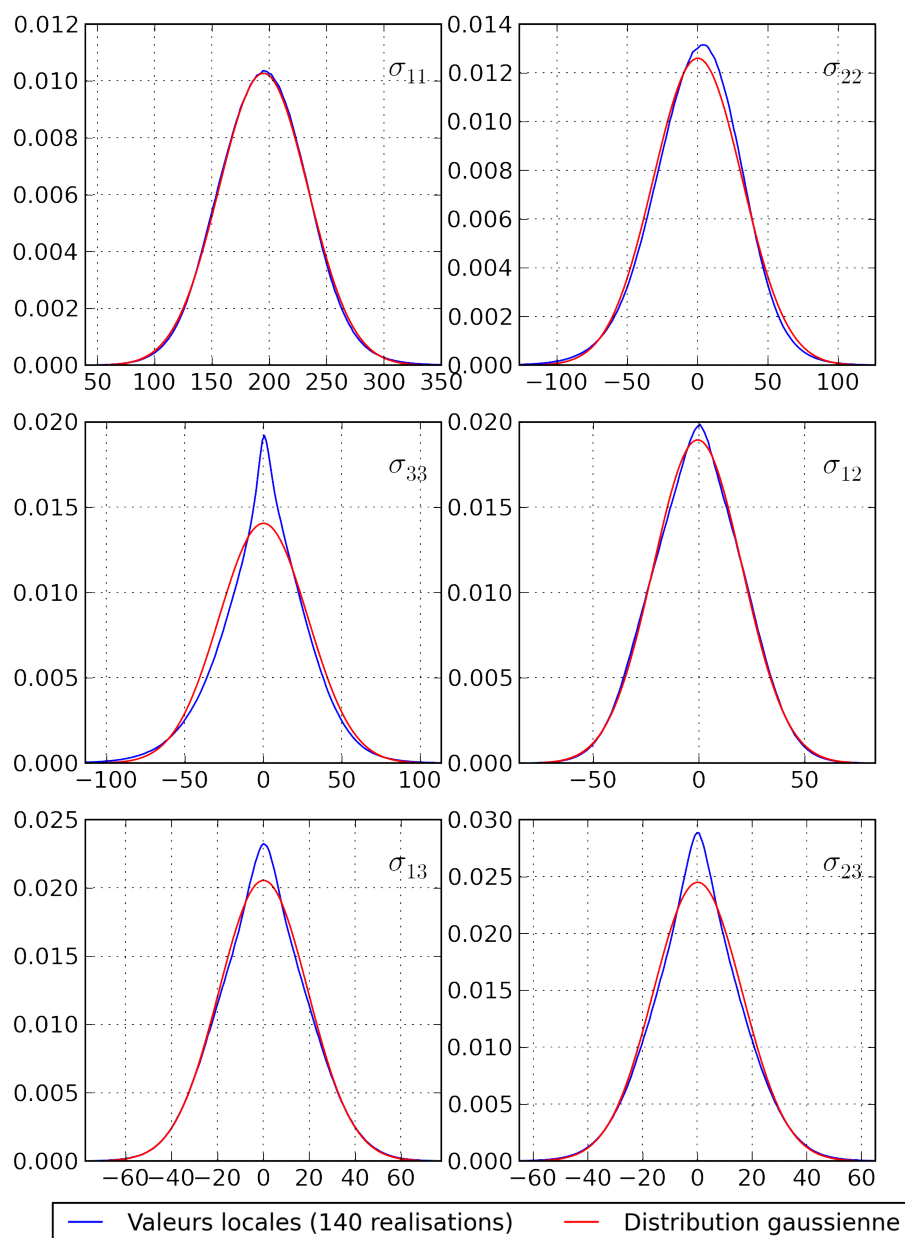 0.012
0.010
0.008
0.006
0.004
0.002
0.000
σ11
50 100 150 200 250 300 350
0.014
0.012
0.010
0.008
0.006
0.004
0.002
0.000
σ22
−100 −50 0 50 100
0.020
0.015
0.010
0.005
0.000
σ33
−100 −50 0 50 100
0.020
0.015
0.010
0.005
0.000
σ12
−50 0 50
0.025
0.020
0.015
0.010
0.005
0.000
σ13
−60 −40 −20 0 20 40 60
0.030
0.025
0.020
0.015
0.010
0.005
0.000
σ23
−60 −40 −20 0 20 40 60
Valeurs locales (140 realisations) Distribution gaussienne